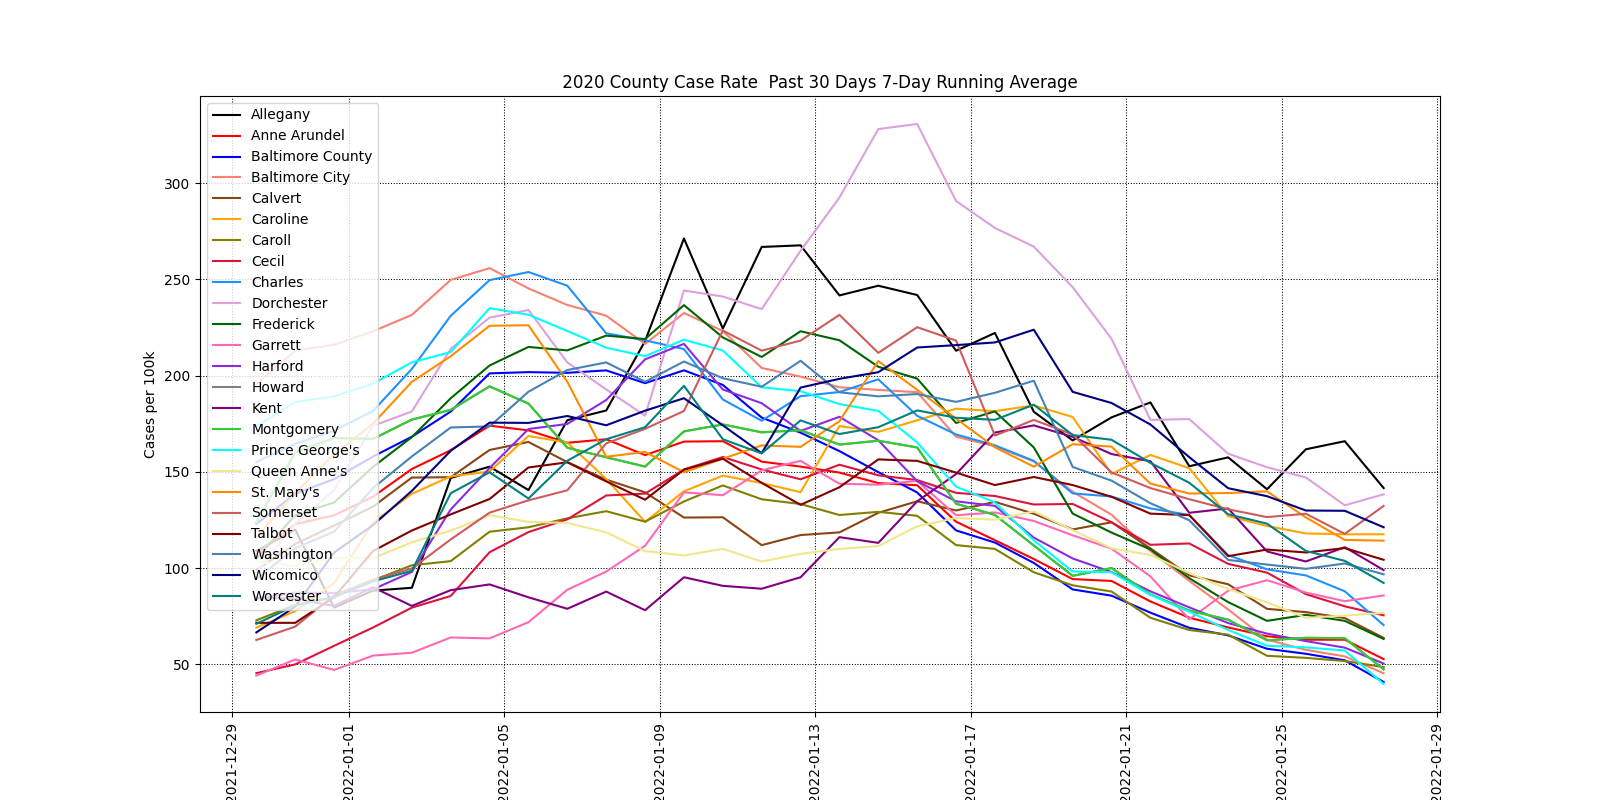 2020 County Case Rate  Past 30 Days 7-Day Running Average
Allegany
Anne Arundel
Baltimore County
Baltimore City
Calvert
Caroline
Caroll
Cecil
Charles
Dorchester
Frederick
Garrett
Harford
Howard
Kent
Montgomery
Prince George's
Queen Anne's
St. Mary's
Somerset
Talbot
Washington
Wicomico
Worcester
Cases per 100k
300
250
200
150
100
50
2021-12-29
2022-01-01
2022-01-05
2022-01-09
2022-01-13
2022-01-17
2022-01-21
2022-01-25
2022-01-29